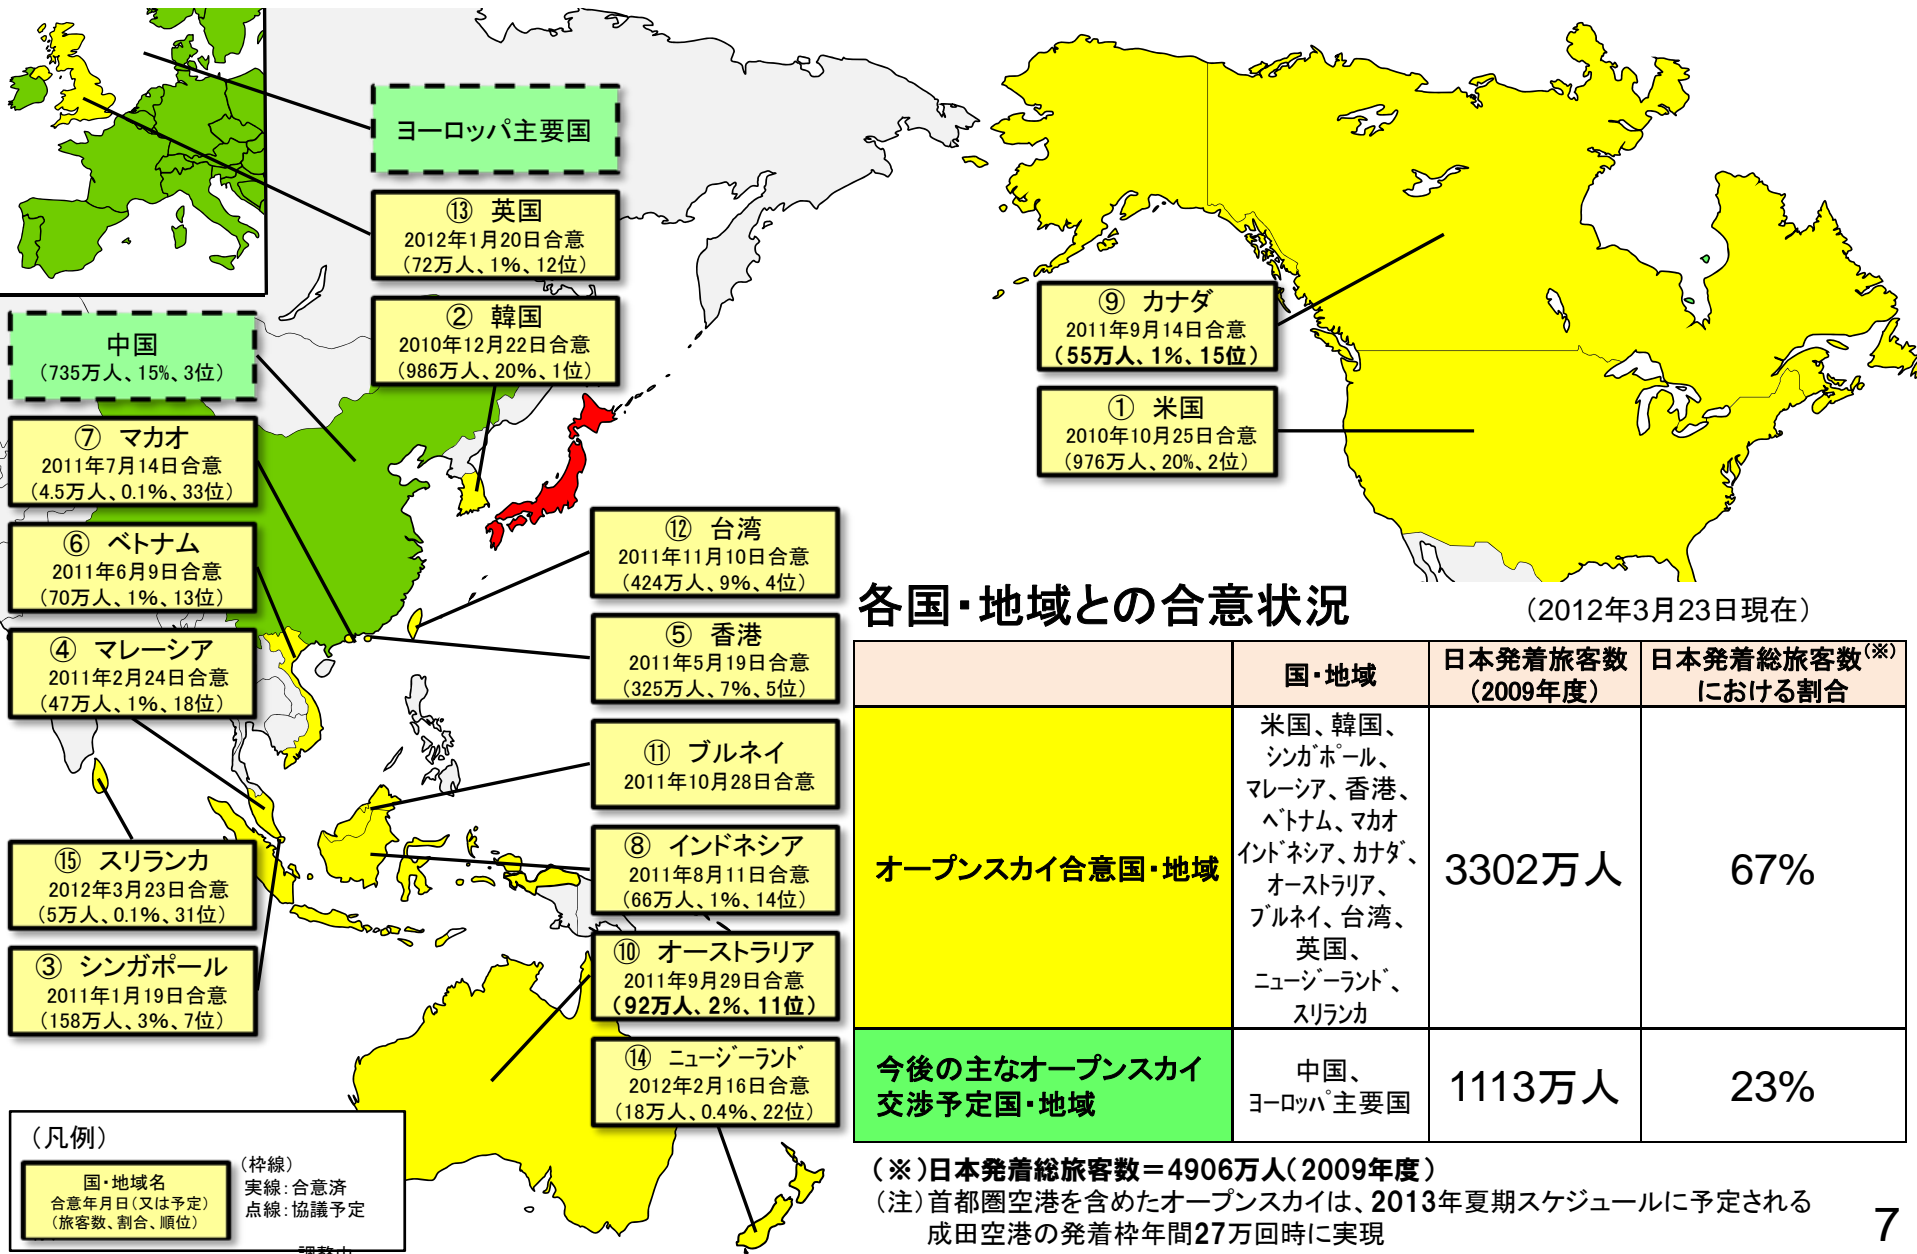 ヨーロッパ主要国
⑬ 英国
2012年1月20日合意
(72万人、1%、12位)
② 韓国
2010年12月22日合意
(986万人、20%、1位)
中国
(735万人、15%、3位)
⑦ マカオ
2011年7月14日合意
(4.5万人、0.1%、33位)
⑥ ベトナム
2011年6月9日合意
(70万人、1%、13位)
④ マレーシア
2011年2月24日合意
(47万人、1%、18位)
⑮ スリランカ
2012年3月23日合意
(5万人、0.1%、31位)
③ シンガポール
2011年1月19日合意
(158万人、3%、7位)
⑫ 台湾
2011年11月10日合意
(424万人、9%、4位)
⑤ 香港
2011年5月19日合意
(325万人、7%、5位)
⑪ ブルネイ
2011年10月28日合意
⑧ インドネシア
2011年8月11日合意
(66万人、1%、14位)
⑩ オーストラリア
2011年9月29日合意
(92万人、2%、11位)
⑭ ニュージーランド
2012年2月16日合意
(18万人、0.4%、22位)
⑨ カナダ
2011年9月14日合意
(55万人、1%、15位)
① 米国
2010年10月25日合意
(976万人、20%、2位)
(凡例)
国・地域名
合意年月日(又は予定)
(旅客数、割合、順位)
(枠線)
実線:合意済
点線:協議予定
各国・地域との合意状況
(2012年3月23日現在)
国・地域
日本発着旅客数
(2009年度)
日本発着総旅客数(※)
における割合
オープンスカイ合意国・地域
米国、韓国、
シンガポール、
マレーシア、香港、
ベトナム、マカオ
インドネシア、カナダ、
オーストラリア、
ブルネイ、台湾、
英国、
ニュージーランド、
スリランカ
3302万人
67%
今後の主なオープンスカイ
交渉予定国・地域
中国、
ヨーロッパ主要国
1113万人
23%
(※)日本発着総旅客数=4906万人(2009年度)
(注)首都圏空港を含めたオープンスカイは、2013年夏期スケジュールに予定される
成田空港の発着枠年間27万回時に実現
7